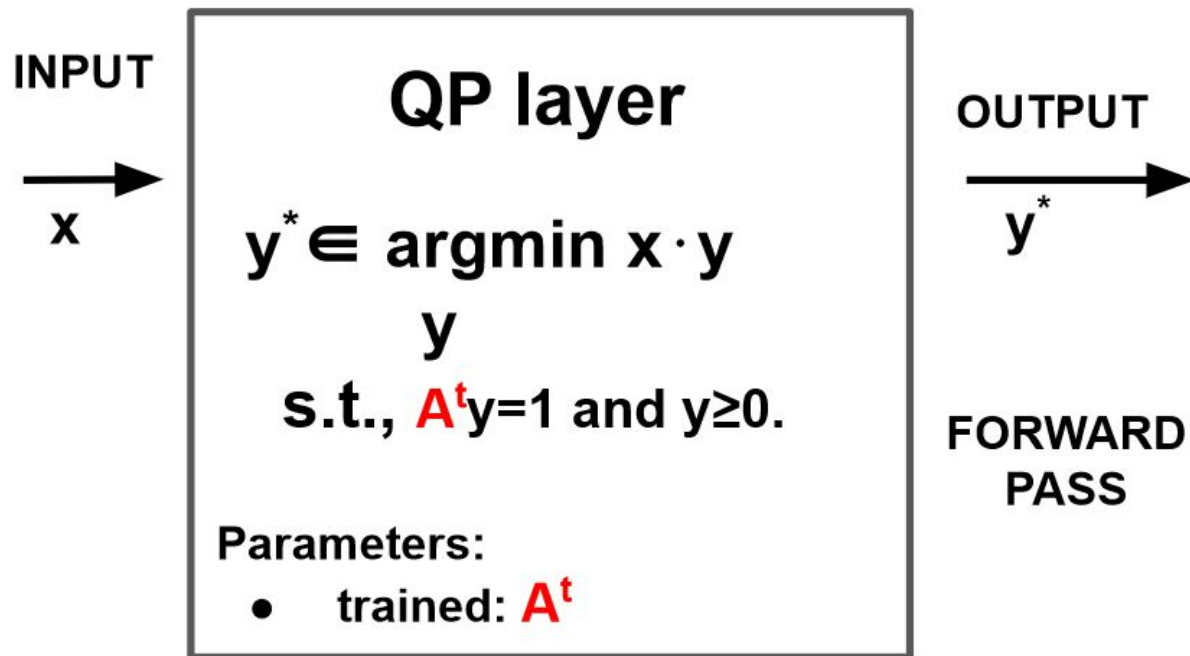 INPUT
x
QP layer
y* ∈ argmin x · y
y
s.t., Aᵗy=1 and y≥0.
Parameters:
● trained: Aᵗ
OUTPUT
y*
FORWARD
PASS